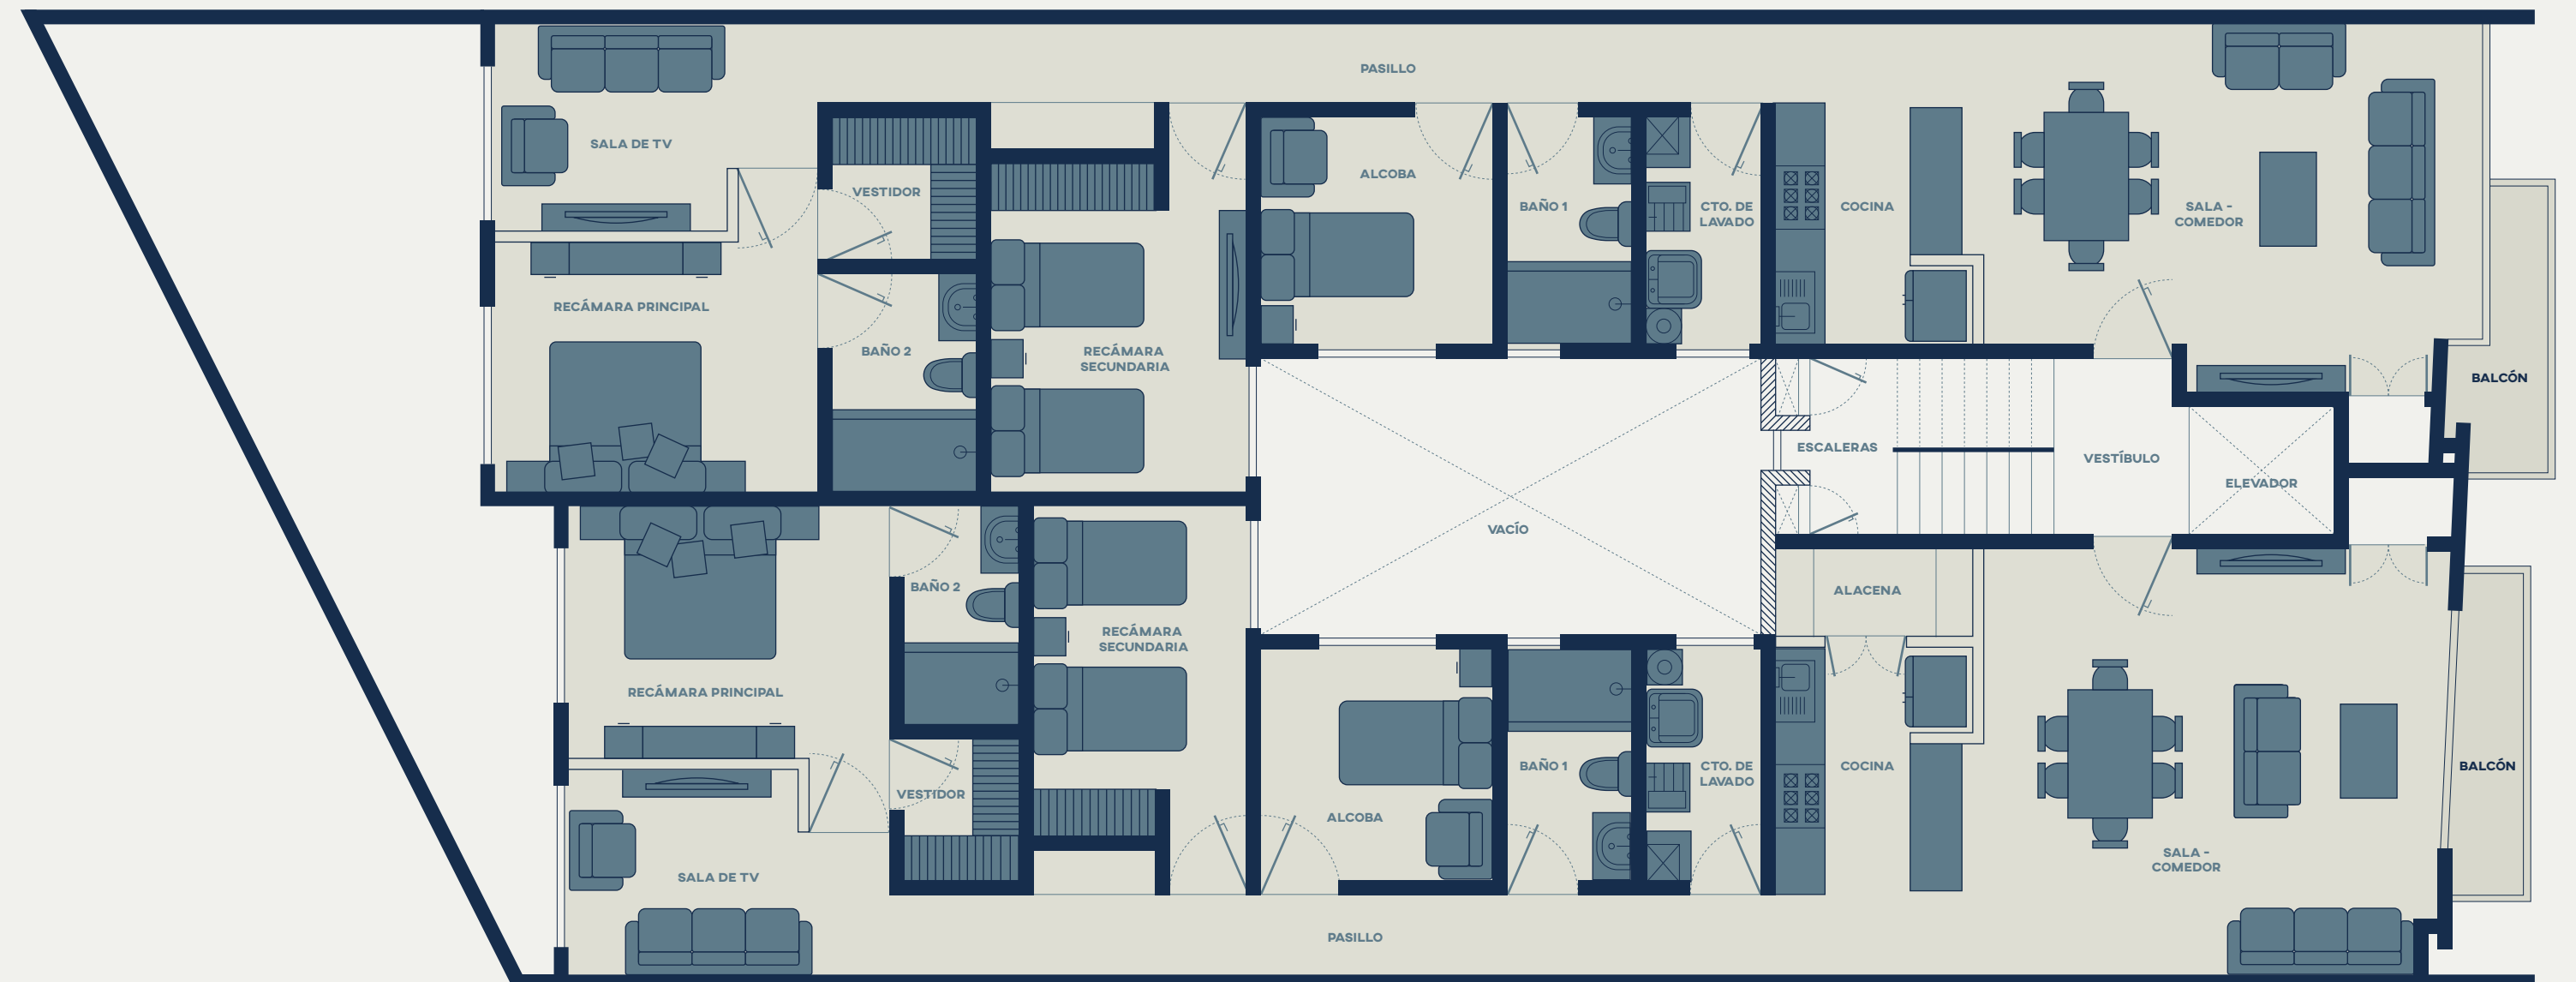 PASILLO
SALA DE TV
VESTIDOR
ALCOBA
BAÑO 1
CTO. DE
LAVADO
COCINA
SALA -
COMEDOR
RECÁMARA PRINCIPAL
BAÑO 2
RECÁMARA
SECUNDARIA
BALCÓN
ESCALERAS
VESTÍBULO
ELEVADOR
VACÍO
BAÑO 2
ALACENA
RECÁMARA
SECUNDARIA
RECÁMARA PRINCIPAL
VESTIDOR
ALCOBA
BAÑO 1
CTO. DE
LAVADO
COCINA
BALCÓN
SALA -
COMEDOR
SALA DE TV
PASILLO